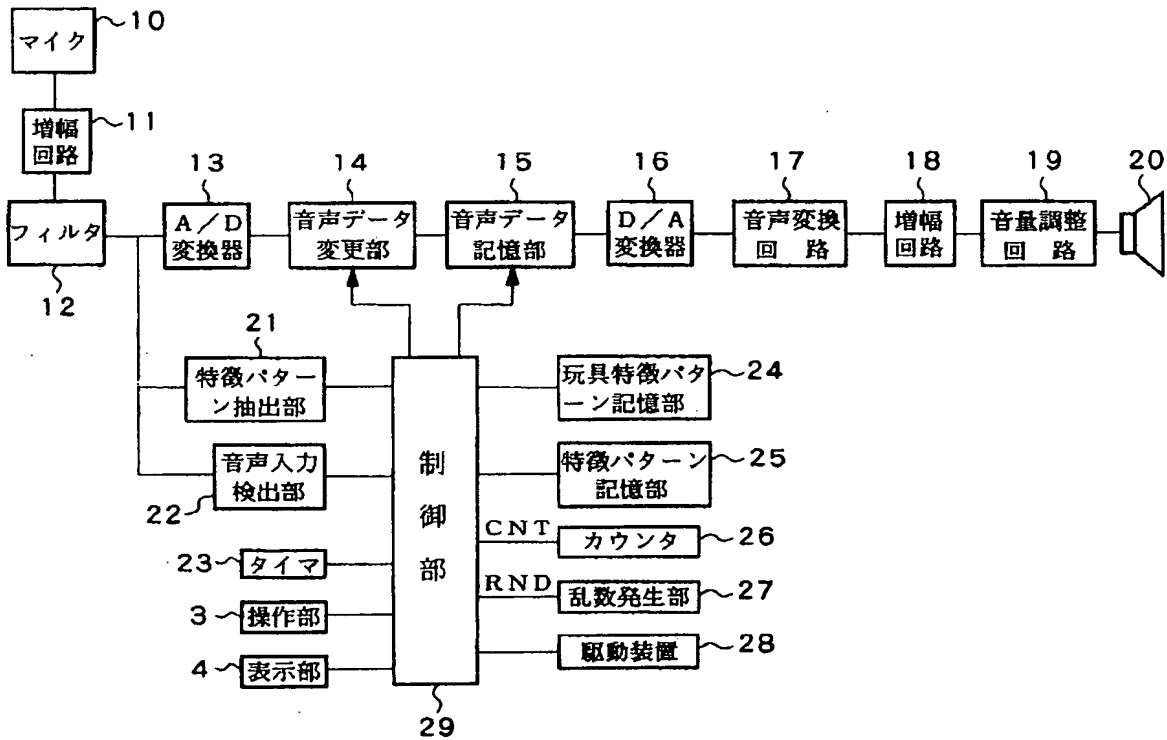 10
マイク
11
増幅
回路
13
14
15
16
17
18
19
20
フィルタ
12
A/D
変換器
音声データ
変更部
音声データ
記憶部
D/A
変換器
音声変換
回 路
増幅
回路
音量調整
回 路
21
特徴パター
ン抽出部
音声入力
検出部
22
23
タイマ
3
操作部
4
表示部
制御部
29
玩具特徴パタ
ーン記憶部
24
特徴パターン
記憶部
25
CNT
カウンタ
26
RND
乱数発生部
27
駆動装置
28